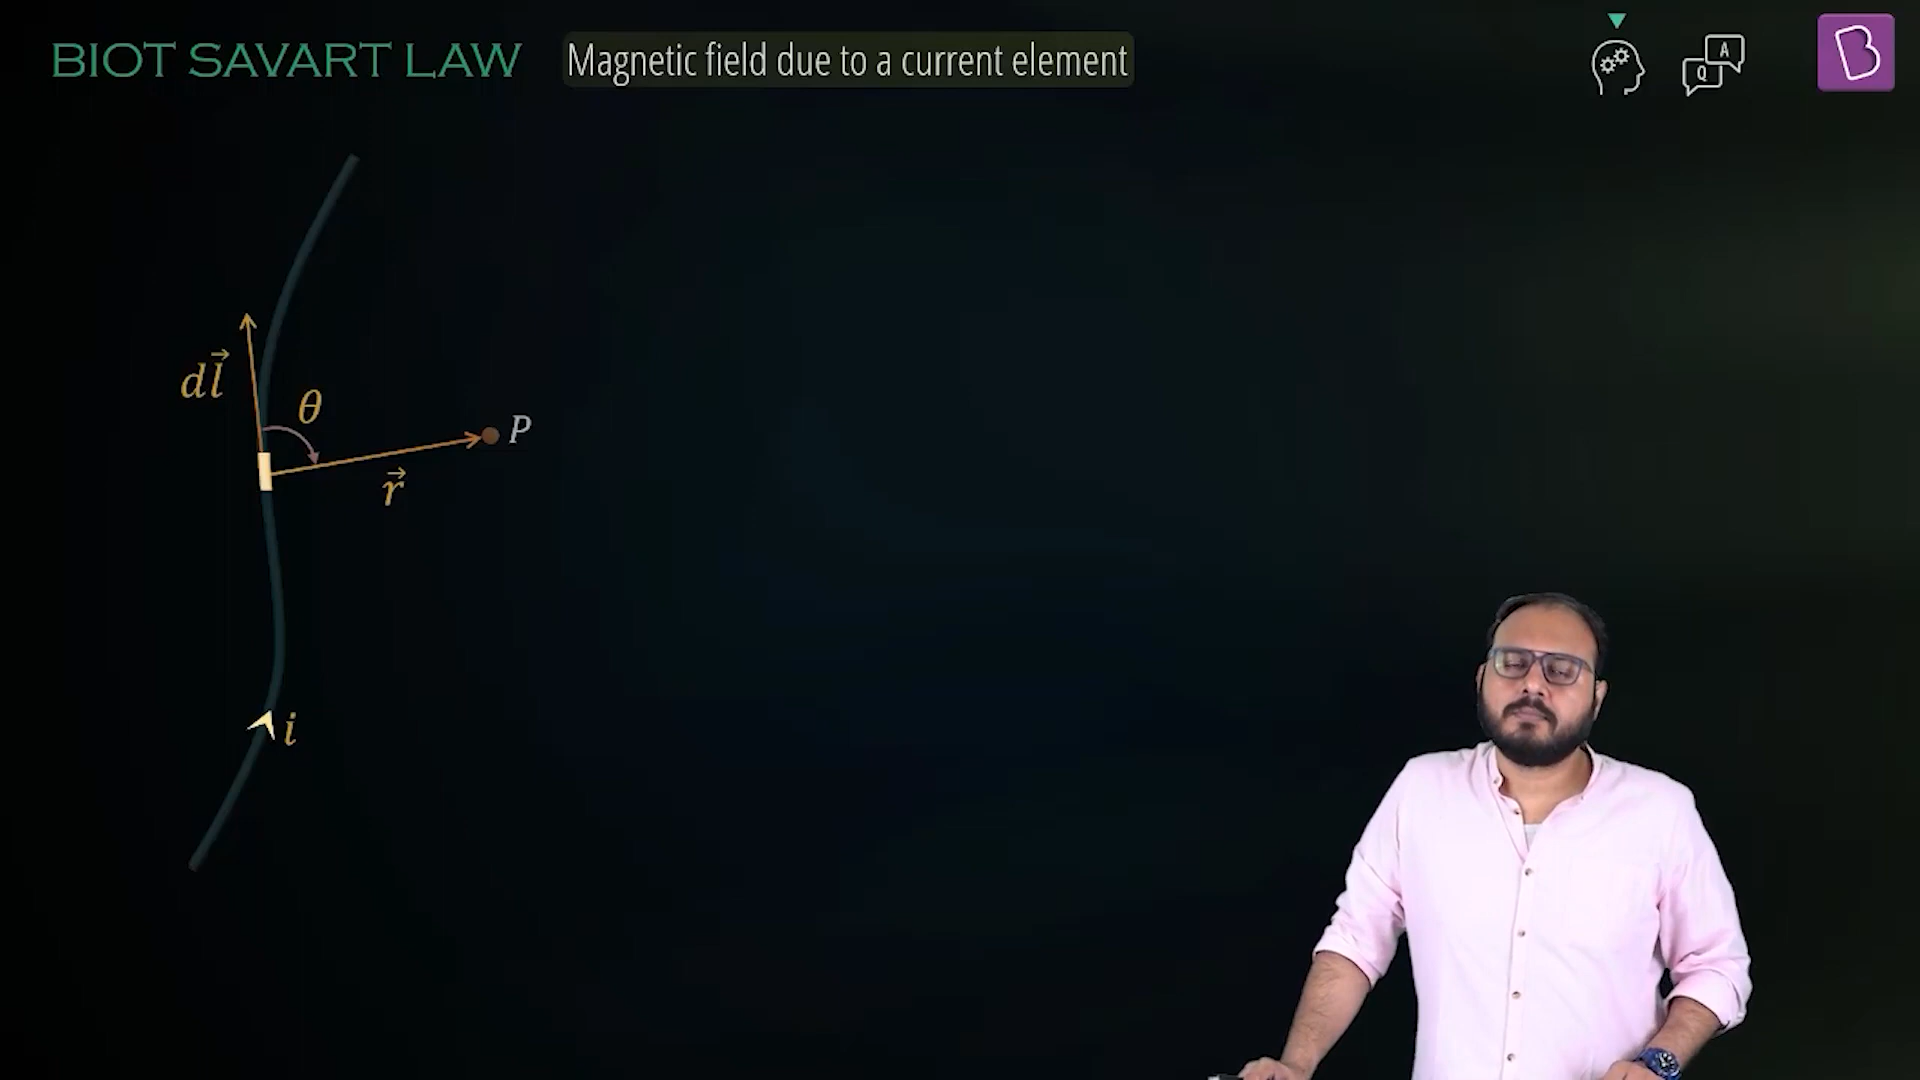 BIOT SAVART LAW
Magnetic field due to a current element
A
Q
B
dl⃗
θ
P
r⃗
i